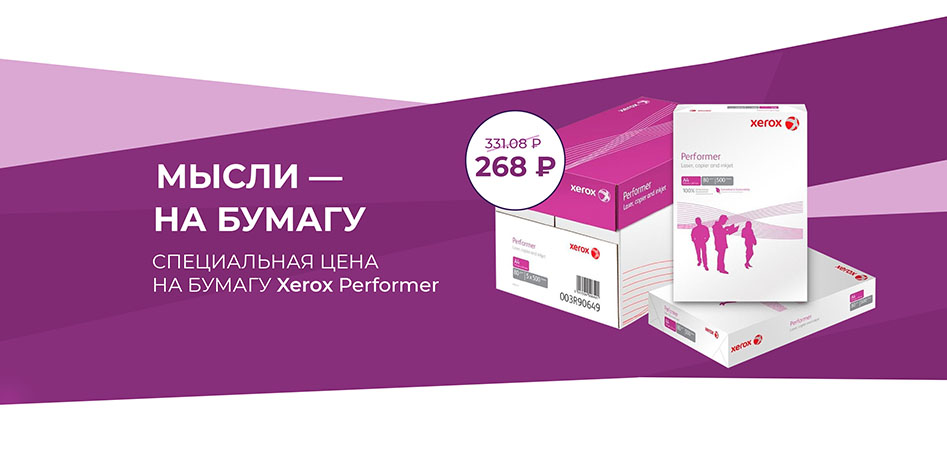 МЫСЛИ —
НА БУМАГУ
СПЕЦИАЛЬНАЯ ЦЕНА
НА БУМАГУ Xerox Performer
331.08 ₽
268 ₽
xerox
Performer
Laser, copier and inkjet
Performer
xerox
A4
80
5 x 500
003R90649
xerox
Performer
Laser, copier and inkjet
A4
80
500
100%
Performer
xerox